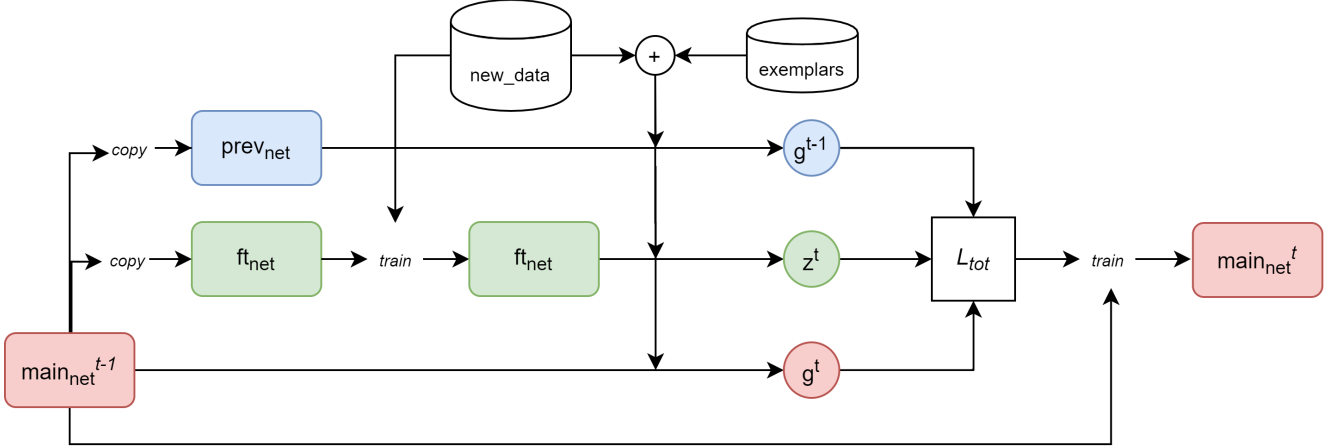 new_data
+
exemplars
copy
prev_net
g^t-1
copy
ft_net
train
ft_net
z^t
L_tot
train
main_net^t
main_net^t-1
g^t